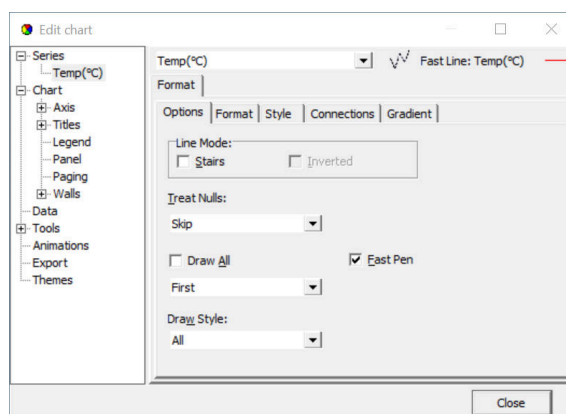 Edit chart
Series
Temp(°C)
Chart
Axis
Titles
Legend
Panel
Paging
Walls
Data
Tools
Animations
Export
Themes
Temp(°C)
Fast Line: Temp(°C)
Format
Options Format Style Connections Gradient
Line Mode:
Stairs Inverted
Treat Nulls:
Skip
Draw All Fast Pen
First
Draw Style:
All
Close